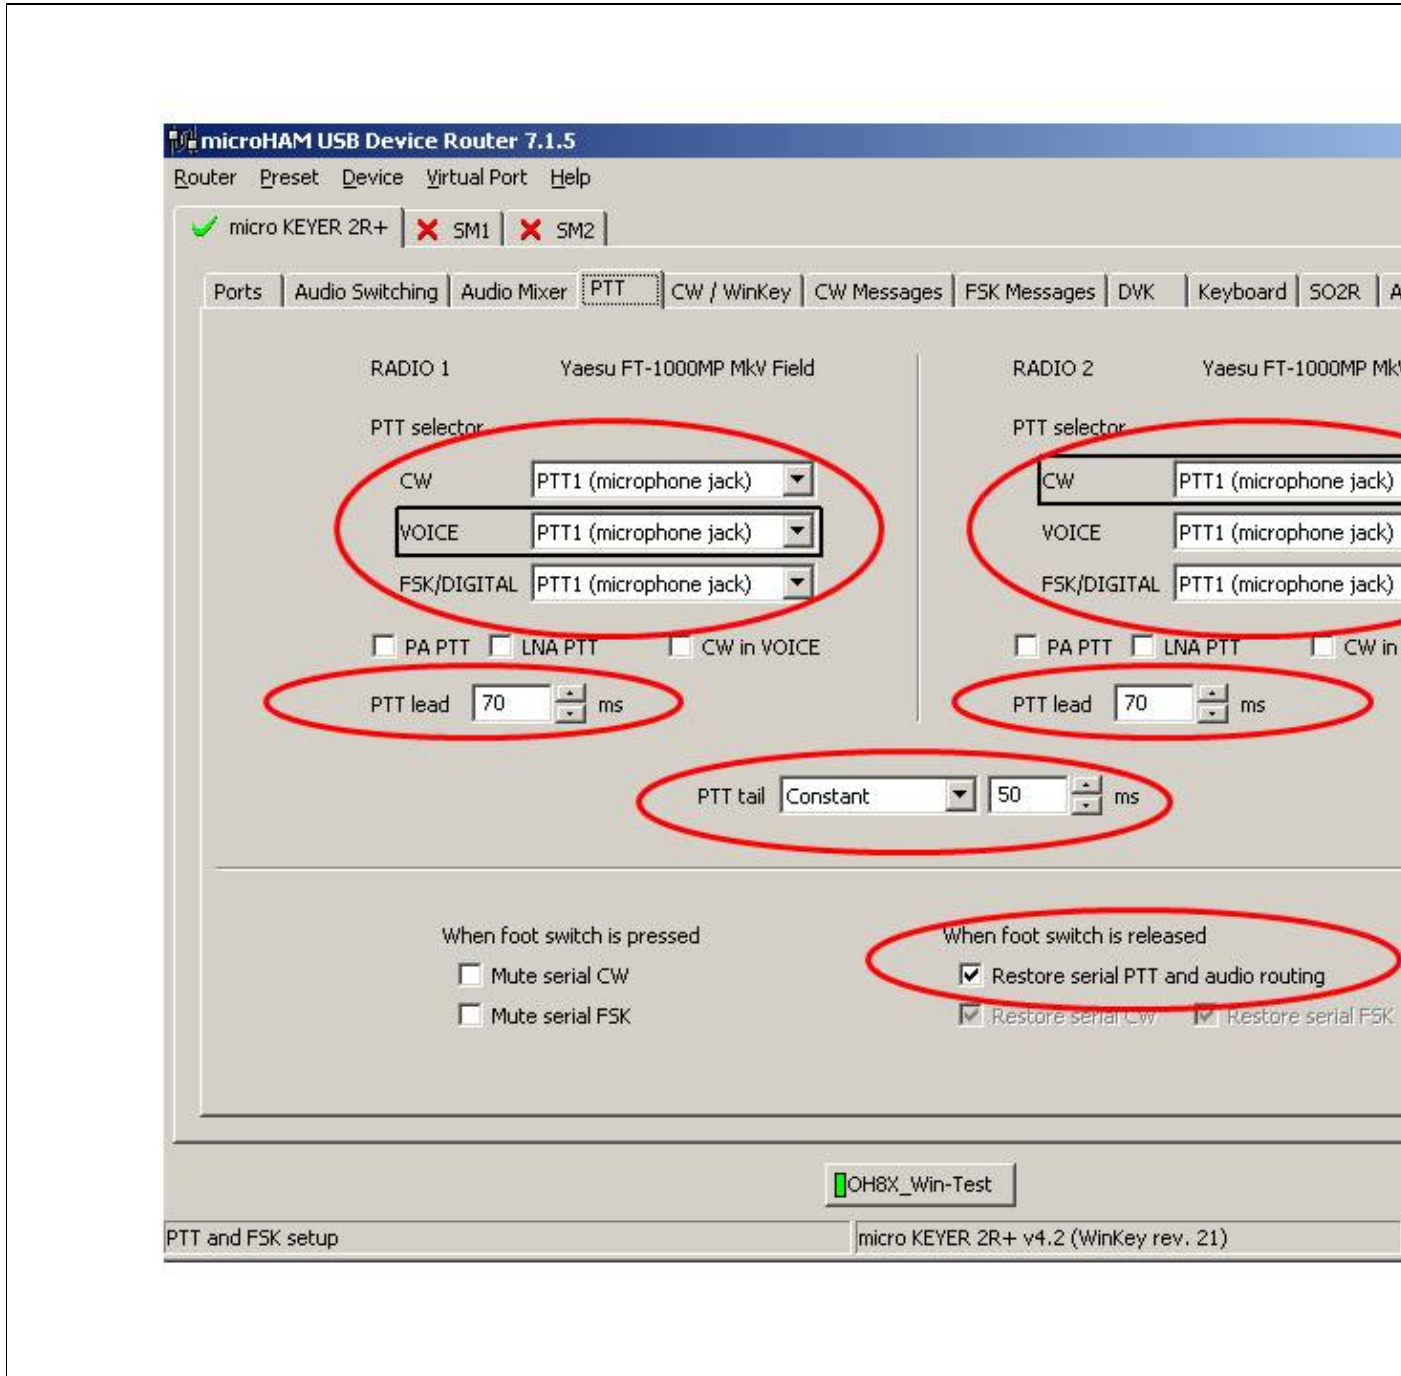 microHAM USB Device Router 7.1.5
Router Preset Device Virtual Port Help
micro KEYER 2R+ SM1 SM2
Ports Audio Switching Audio Mixer PTT CW / WinKey CW Messages FSK Messages DVK Keyboard SO2R A
RADIO 1 Yaesu FT-1000MP MkV Field RADIO 2 Yaesu FT-1000MP MkV
PTT selector PTT selector
CW PTT1 (microphone jack) CW PTT1 (microphone jack)
VOICE PTT1 (microphone jack) VOICE PTT1 (microphone jack)
FSK/DIGITAL PTT1 (microphone jack) FSK/DIGITAL PTT1 (microphone jack)
PA PTT LNA PTT CW in VOICE PA PTT LNA PTT CW in
PTT lead 70 ms PTT lead 70 ms
PTT tail Constant 50 ms
When foot switch is pressed When foot switch is released
Mute serial CW Restore serial PTT and audio routing
Mute serial FSK Restore serial CW Restore serial FSK
OH8X_Win-Test
PTT and FSK setup micro KEYER 2R+ v4.2 (WinKey rev. 21)